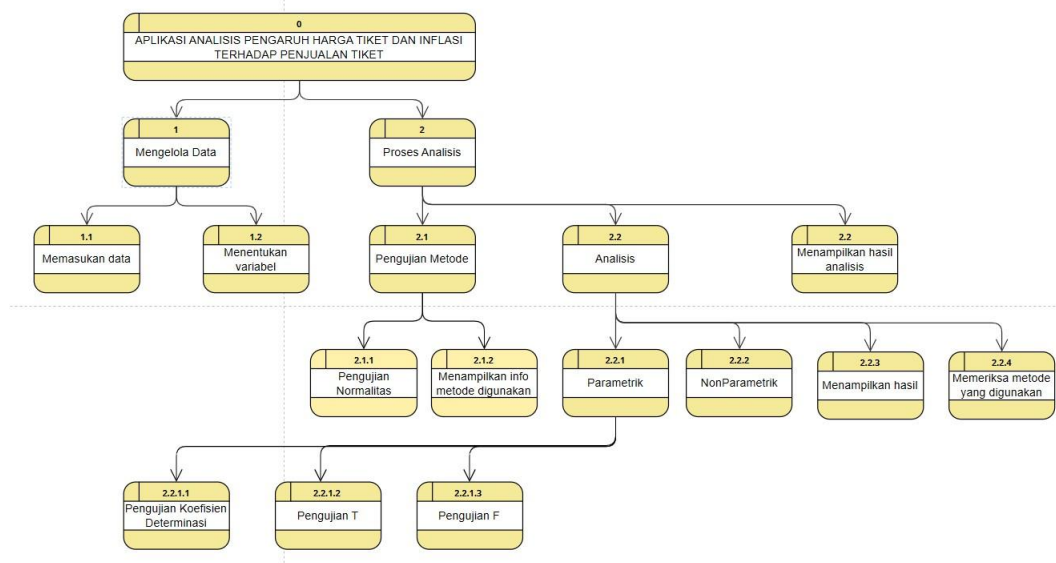 0
APLIKASI ANALISIS PENGARUH HARGA TIKET DAN INFLASI
TERHADAP PENJUALAN TIKET
1
Mengelola Data
2
Proses Analisis
1.1
Memasukan data
1.2
Menentukan
variabel
2.1
Pengujian Metode
2.2
Analisis
2.2
Menampilkan hasil
analisis
2.1.1
Pengujian
Normalitas
2.1.2
Menampilkan info
metode digunakan
2.2.1
Parametrik
2.2.2
NonParametrik
2.2.3
Menampilkan hasil
2.2.4
Memeriksa metode
yang digunakan
2.2.1.1
Pengujian Koefisien
Determinasi
2.2.1.2
Pengujian T
2.2.1.3
Pengujian F